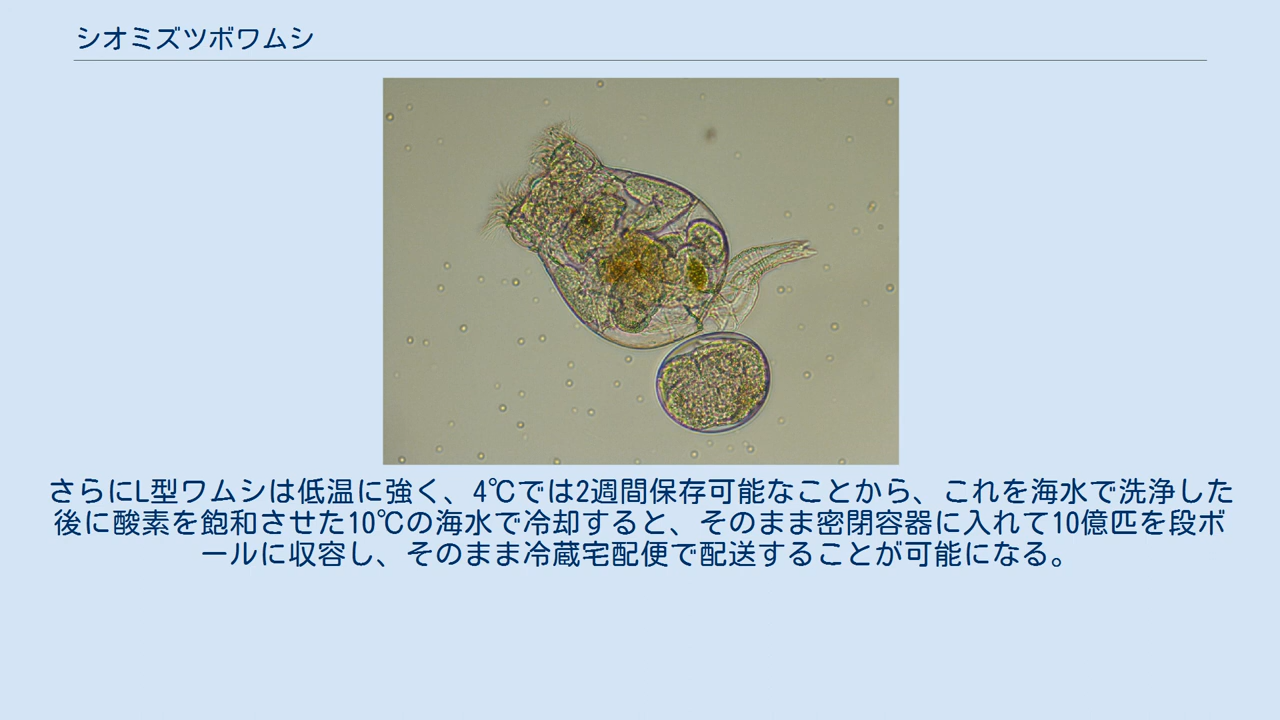 シオミズツボワムシ
さらにL型ワムシは低温に強く、4℃では2週間保存可能なことから、これを海水で洗浄した
後に酸素を飽和させた10℃の海水で冷却すると、そのまま密閉容器に入れて10億匹を段ボ
ールに収容し、そのまま冷蔵宅配便で配送することが可能になる。